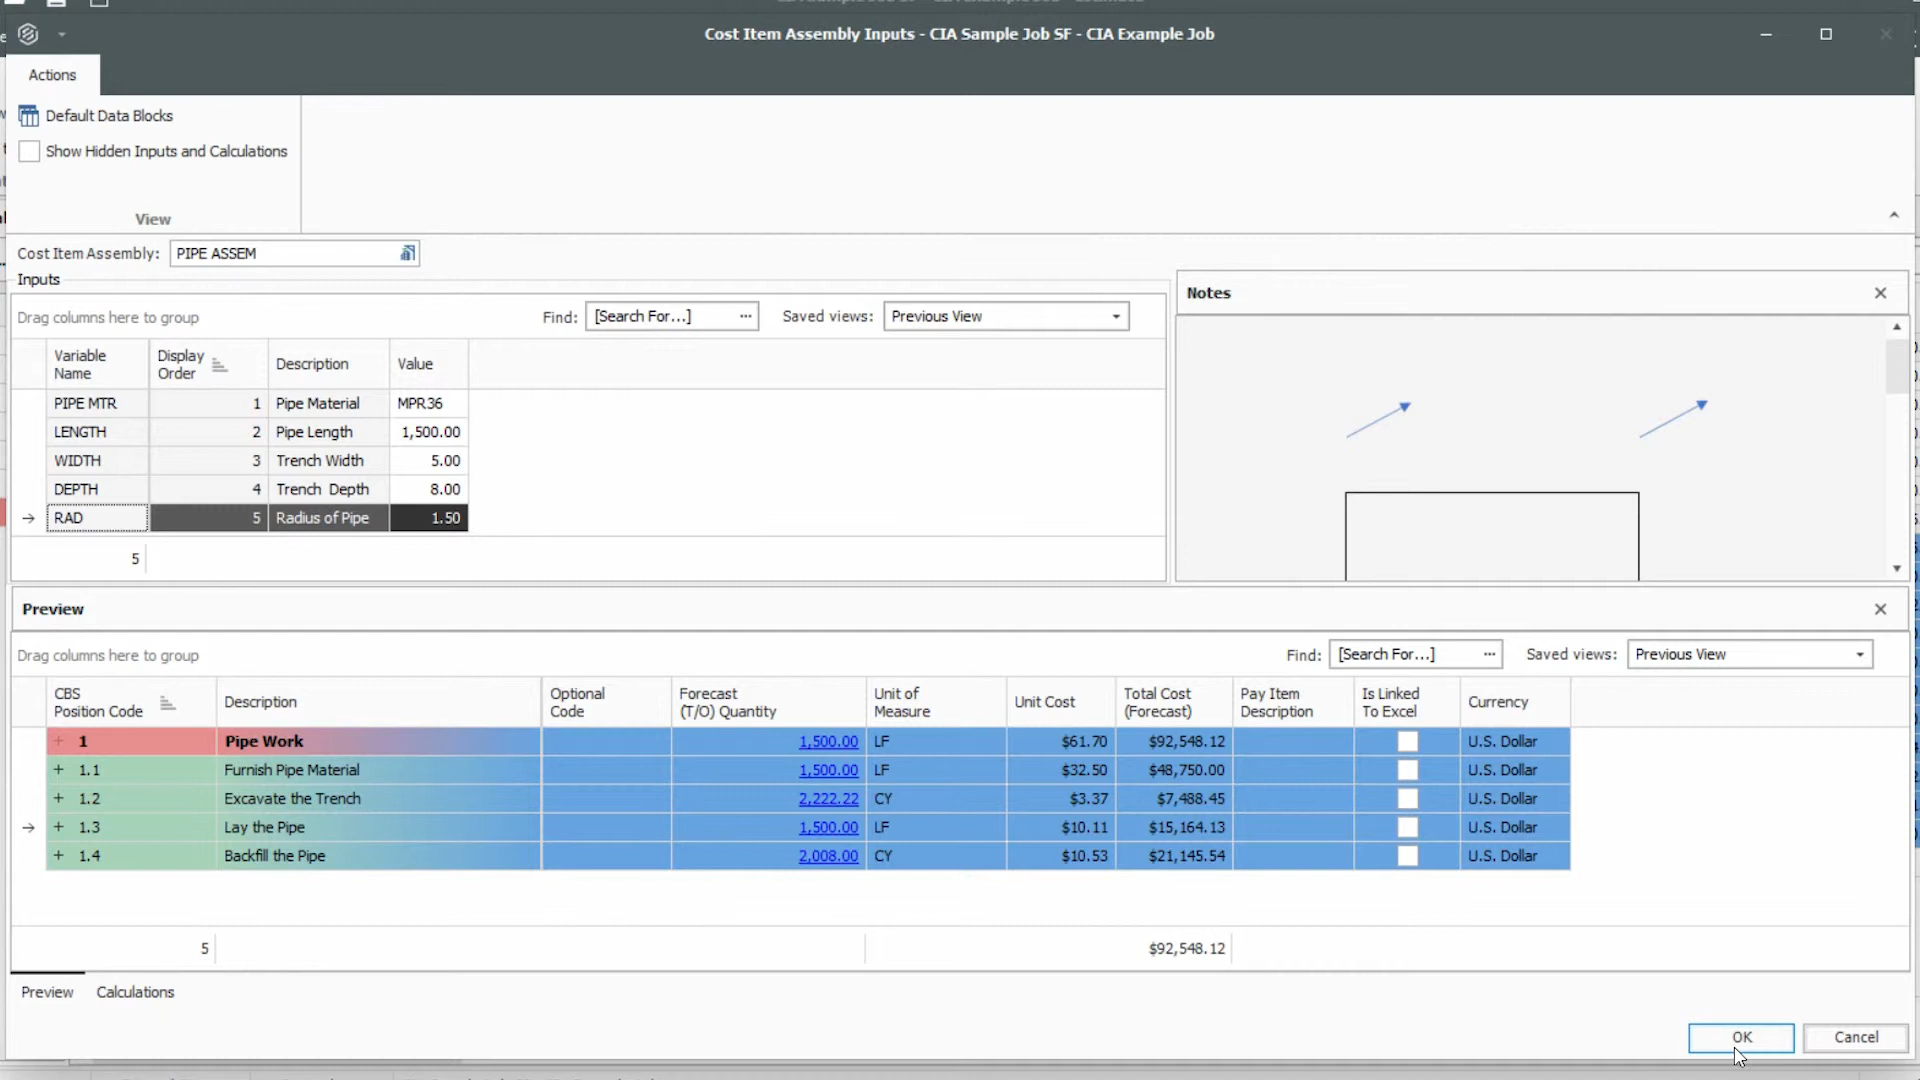 Cost Item Assembly Inputs - CIA Sample Job SF - CIA Example Job
Actions
Default Data Blocks
Show Hidden Inputs and Calculations
View
Cost Item Assembly: PIPE ASSEM
Inputs
Drag columns here to group Find: [Search For...] ... Saved views: Previous View
Variable Name Display Order Description Value
PIPE MTR 1 Pipe Material MPR36
LENGTH 2 Pipe Length 1,500.00
WIDTH 3 Trench Width 5.00
DEPTH 4 Trench Depth 8.00
RAD 5 Radius of Pipe 1.50
5
Notes
Preview
Drag columns here to group Find: [Search For...] ... Saved views: Previous View
CBS Position Code Description Optional Code Forecast (T/O) Quantity Unit of Measure Unit Cost Total Cost (Forecast) Pay Item Description Is Linked To Excel Currency
+ 1 Pipe Work 1,500.00 LF $61.70 $92,548.12 U.S. Dollar
+ 1.1 Furnish Pipe Material 1,500.00 LF $32.50 $48,750.00 U.S. Dollar
+ 1.2 Excavate the Trench 2,222.22 CY $3.37 $7,488.45 U.S. Dollar
+ 1.3 Lay the Pipe 1,500.00 LF $10.11 $15,164.13 U.S. Dollar
+ 1.4 Backfill the Pipe 2,008.00 CY $10.53 $21,145.54 U.S. Dollar
5 $92,548.12
Preview Calculations
OK Cancel